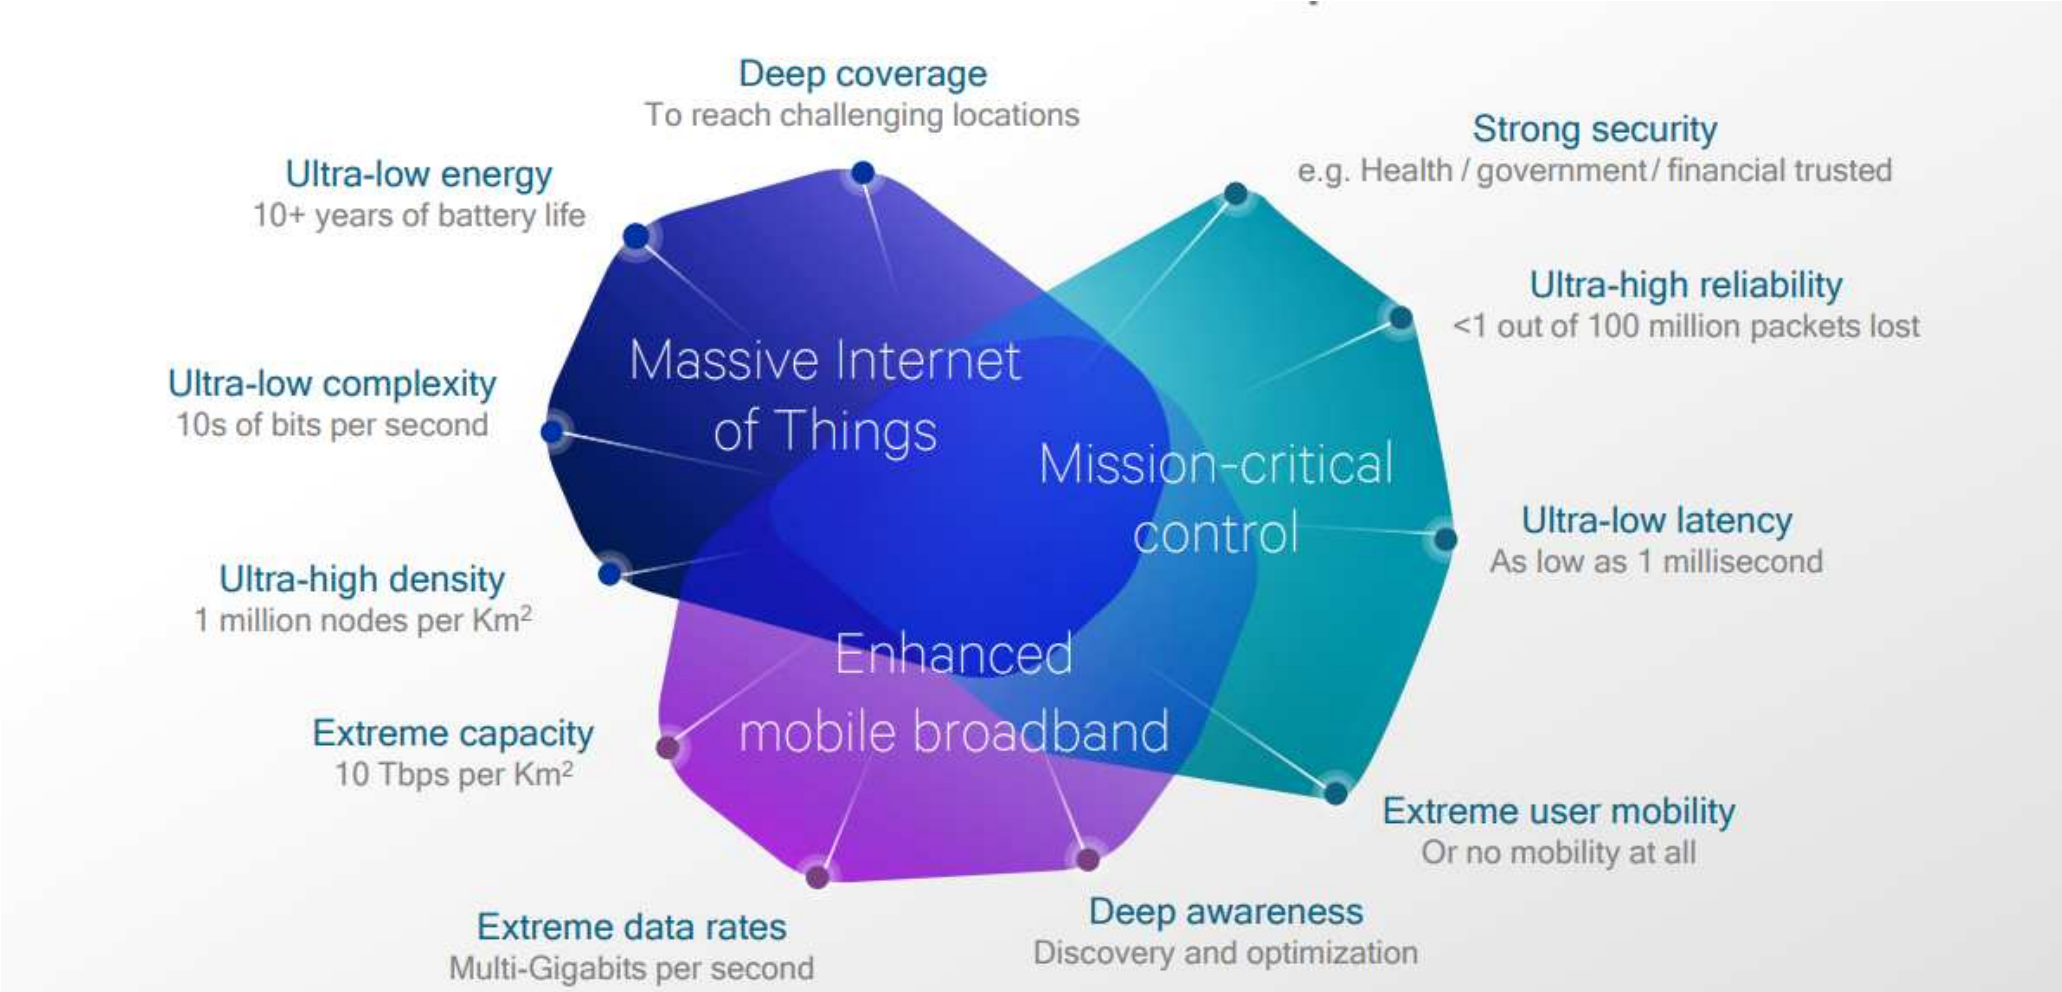 Deep coverage
To reach challenging locations
Strong security
e.g. Health / government / financial trusted
Ultra-low energy
10+ years of battery life
Ultra-high reliability
<1 out of 100 million packets lost
Massive Internet
of Things
Ultra-low complexity
10s of bits per second
Mission-critical
control
Ultra-low latency
As low as 1 millisecond
Ultra-high density
1 million nodes per Km²
Enhanced
mobile broadband
Extreme capacity
10 Tbps per Km²
Extreme user mobility
Or no mobility at all
Extreme data rates
Multi-Gigabits per second
Deep awareness
Discovery and optimization